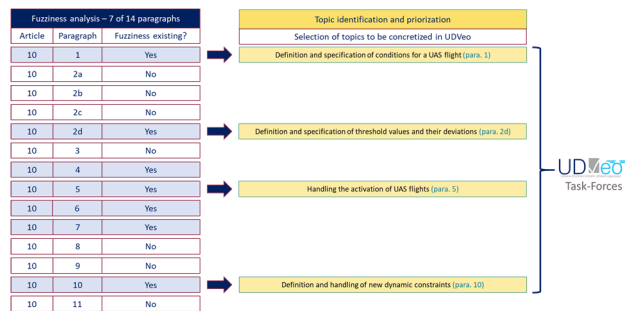 Fuzziness analysis – 7 of 14 paragraphs
Article Paragraph Fuzziness existing?
10 1 Yes
10 2a No
10 2b No
10 2c No
10 2d Yes
10 3 No
10 4 Yes
10 5 Yes
10 6 Yes
10 7 Yes
10 8 No
10 9 No
10 10 Yes
10 11 No
Topic identification and priorization
Selection of topics to be concretized in UDVeo
Definition and specification of conditions for a UAS flight (para. 1)
Definition and specification of threshold values and their deviations (para. 2d)
Handling the activation of UAS flights (para. 5)
Definition and handling of new dynamic constraints (para. 10)
UDVeo
Task-Forces